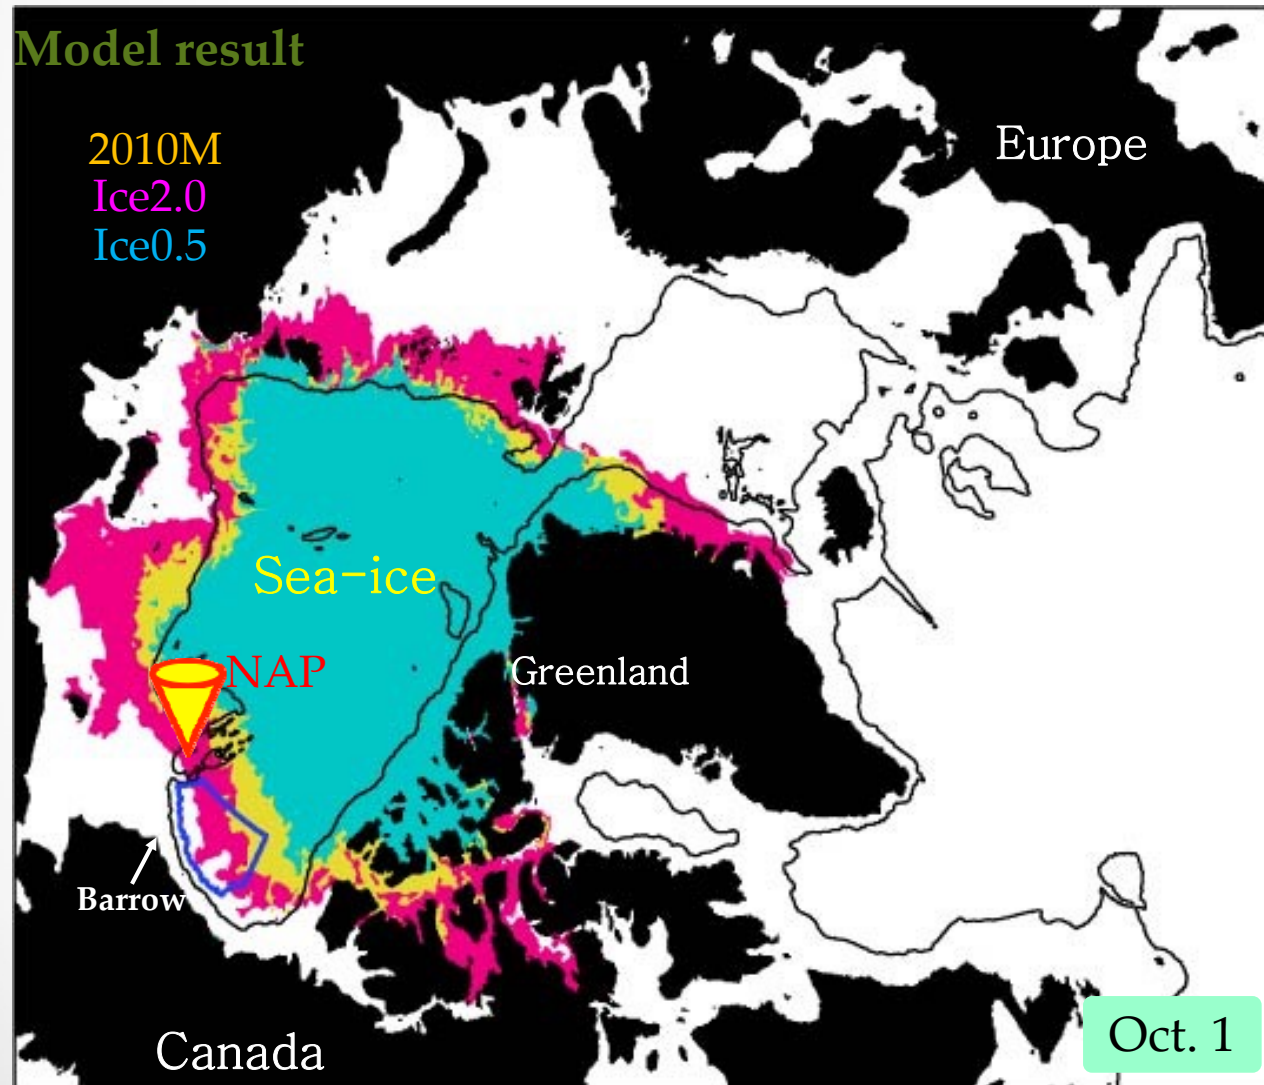 Model result
2010M
Ice2.0
Ice0.5
Europe
Sea-ice
NAP
Greenland
Barrow
Canada
Oct. 1